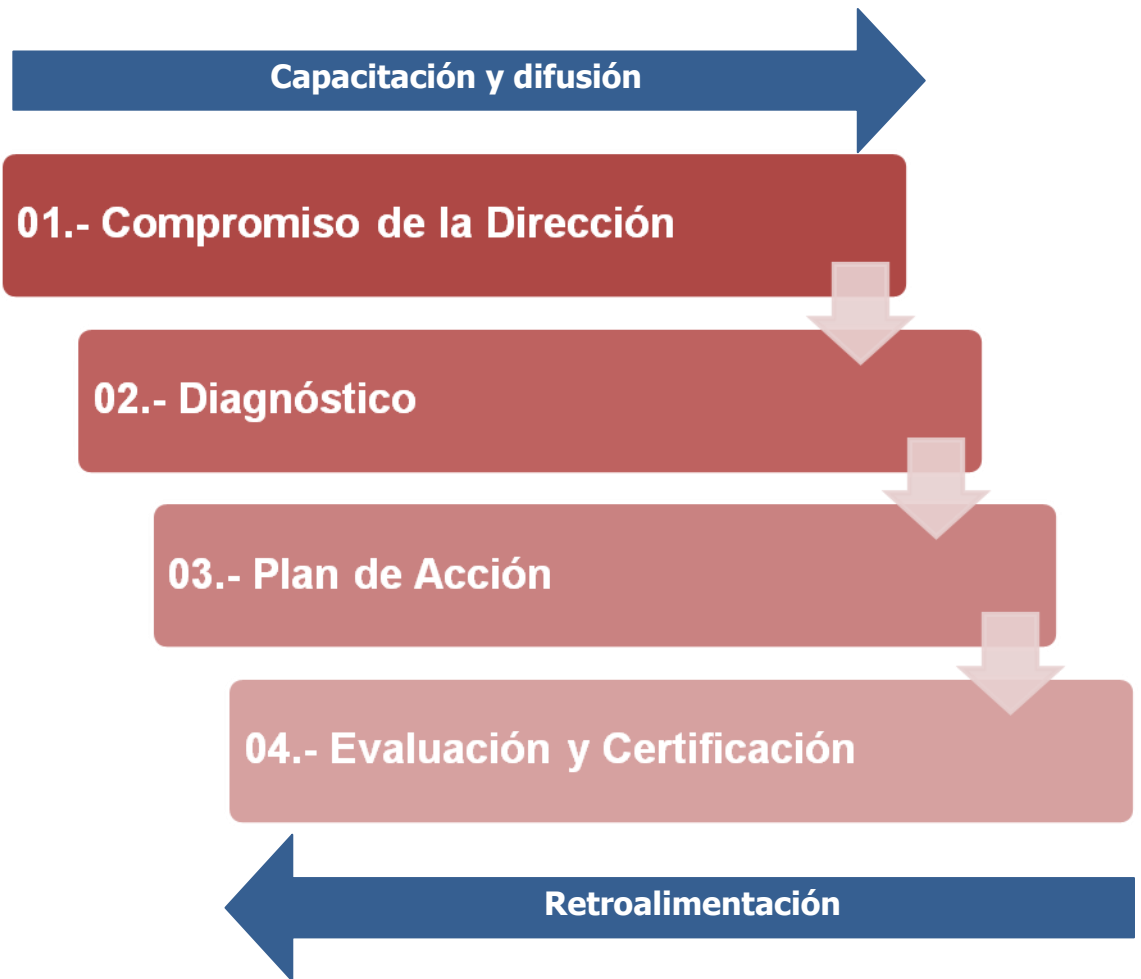 Capacitación y difusión
01.- Compromiso de la Dirección
02.- Diagnóstico
03.- Plan de Acción
04.- Evaluación y Certificación
Retroalimentación